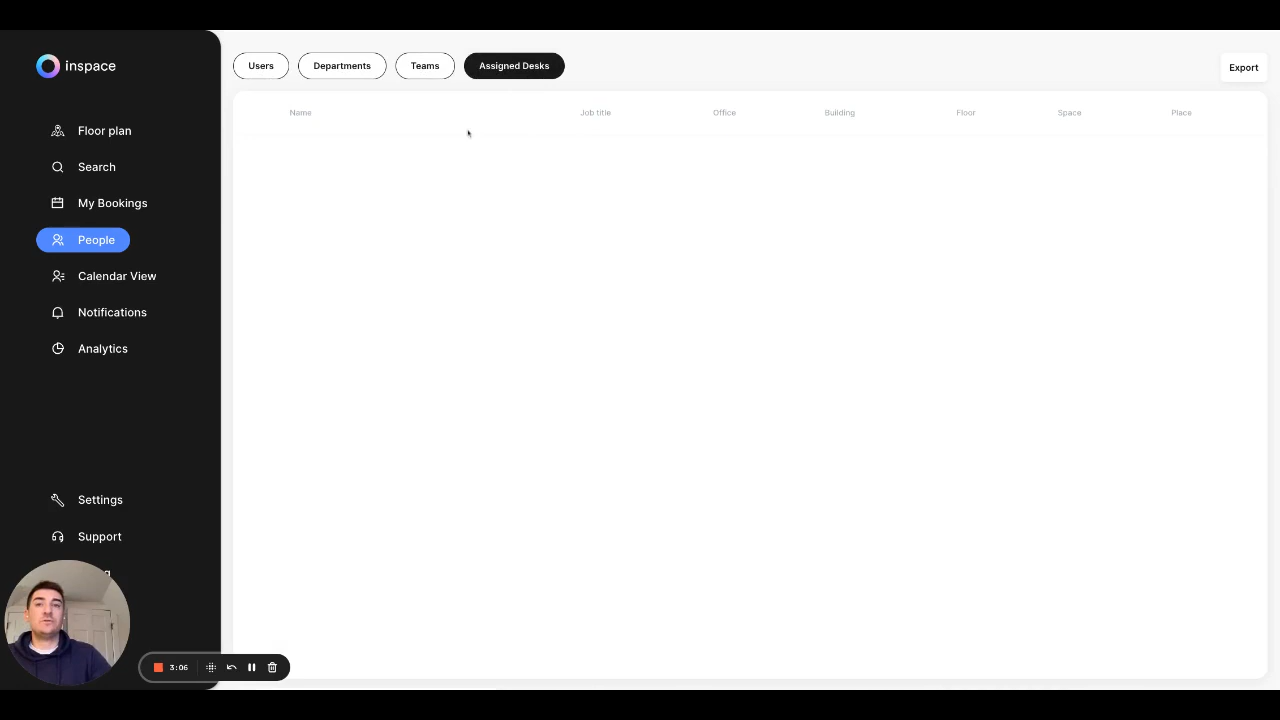 inspace
Floor plan
Search
My Bookings
People
Calendar View
Notifications
Analytics
Settings
Support
Users Departments Teams Assigned Desks
Export
Name Job title Office Building Floor Space Place
3:06